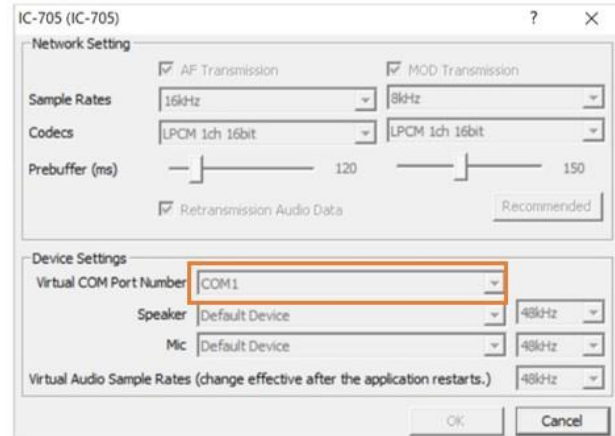 IC-705 (IC-705) ? ×
Network Setting
AF Transmission MOD Transmission
Sample Rates 16kHz 8kHz
Codecs LPCM 1ch 16bit LPCM 1ch 16bit
Prebuffer (ms) 120 150
Retransmission Audio Data Recommended
Device Settings
Virtual COM Port Number COM1
Speaker Default Device 48kHz
Mic Default Device 48kHz
Virtual Audio Sample Rates (change effective after the application restarts.) 48kHz
OK Cancel